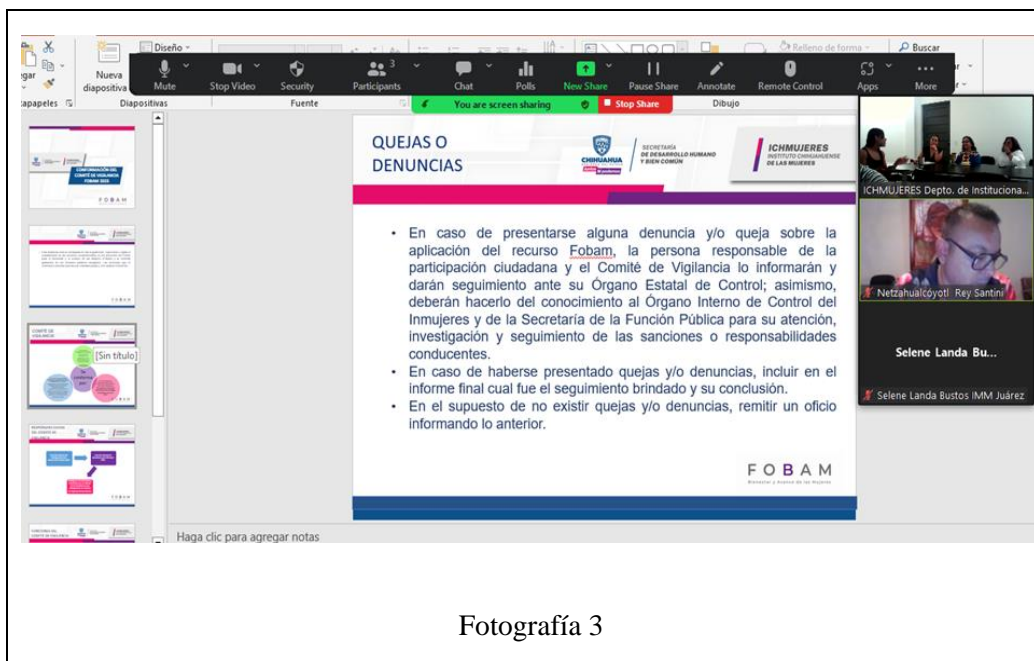 Diseño
Relleno de forma
Buscar
Nueva
diapositiva
Mute
Stop Video
Security
Participants
3
Chat
Polls
New Share
Pause Share
Annotate
Remote Control
Apps
More
Diapositivas
Fuente
You are screen sharing
Stop Share
Dibujo
CONFORMACIÓN DEL
COMITÉ DE VIGILANCIA
FOBAM 2023
FOBAM
COMITÉ DE
VIGILANCIA
[Sin título]
QUEJAS O
DENUNCIAS
CHIHUAHUA
SECRETARÍA
DE DESARROLLO HUMANO
Y BIEN COMÚN
ICHMUJERES
INSTITUTO CHIHUAHUENSE
DE LAS MUJERES
• En caso de presentarse alguna denuncia y/o queja sobre la
aplicación del recurso Fobam, la persona responsable de la
participación ciudadana y el Comité de Vigilancia lo informarán y
darán seguimiento ante su Órgano Estatal de Control; asimismo,
deberán hacerlo del conocimiento al Órgano Interno de Control del
Inmujeres y de la Secretaría de la Función Pública para su atención,
investigación y seguimiento de las sanciones o responsabilidades
conducentes.
• En caso de haberse presentado quejas y/o denuncias, incluir en el
informe final cual fue el seguimiento brindado y su conclusión.
• En el supuesto de no existir quejas y/o denuncias, remitir un oficio
informando lo anterior.
FOBAM
Bienestar y Avance de las Mujeres
ICHMUJERES Depto. de Instituciona...
Netzahualcóyotl Rey Santini
Selene Landa Bu...
Selene Landa Bustos IMM Juárez
Haga clic para agregar notas
Fotografía 3